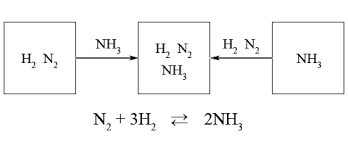 H₂ N₂
NH₃
H₂ N₂
NH₃
H₂ N₂
NH₃
N₂ + 3H₂ ⇄ 2NH₃